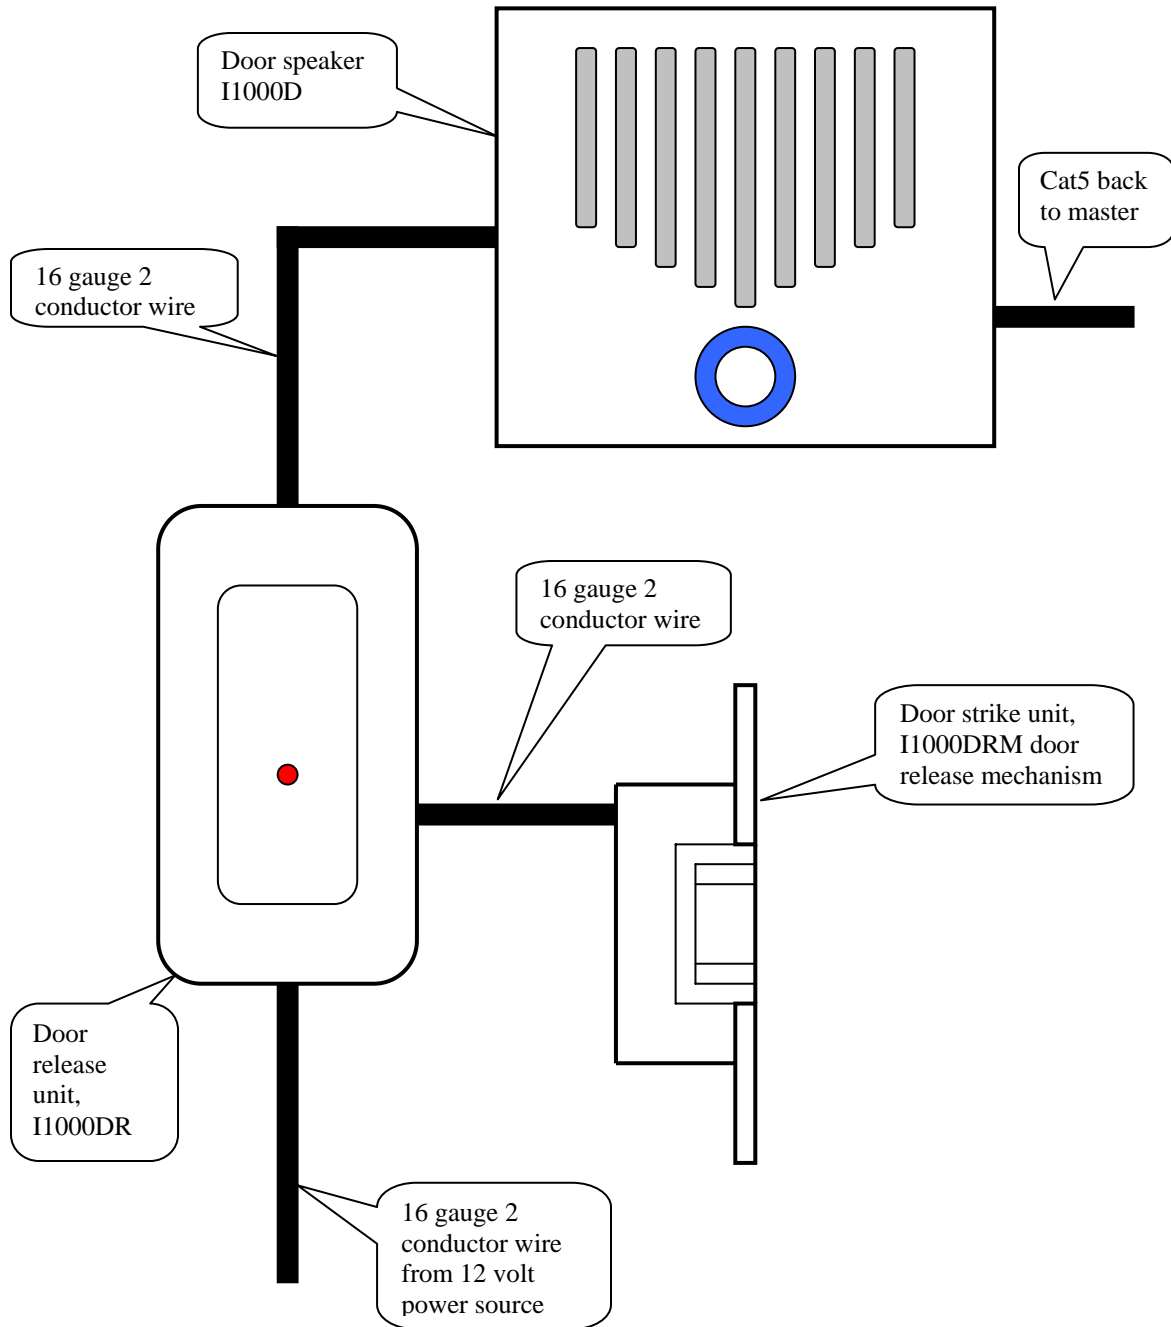 Door speaker
I1000D
Cat5 back
to master
16 gauge 2
conductor wire
16 gauge 2
conductor wire
Door strike unit,
I1000DRM door
release mechanism
Door
release
unit,
I1000DR
16 gauge 2
conductor wire
from 12 volt
power source